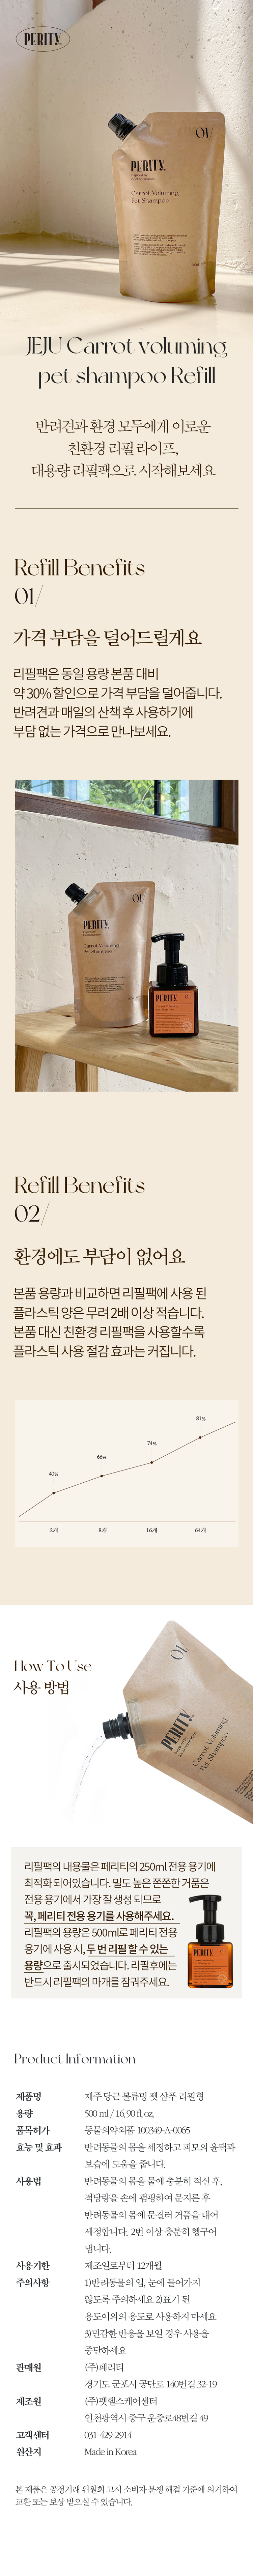 PERITY.
01
PERITY.
Carrot Voluming
Pet Shampoo
JEJU Carrot voluming
pet shampoo Refill
반려견과 환경 모두에게 이로운
친환경 리필 라이프,
대용량 리필팩으로 시작해보세요
Refill Benefits
01/
가격 부담을 덜어드릴게요
리필팩은 동일 용량 본품 대비
약 30% 할인으로 가격 부담을 덜어줍니다.
반려견과 매일의 산책 후 사용하기에
부담 없는 가격으로 만나보세요.
01
PERITY.
Carrot Voluming
Pet Shampoo
PERITY.
Refill Benefits
02/
환경에도 부담이 없어요
본품 용량과 비교하면 리필팩에 사용 된
플라스틱 양은 무려 2배 이상 적습니다.
본품 대신 친환경 리필팩을 사용할수록
플라스틱 사용 절감 효과는 커집니다.
40%
66%
74%
81%
2개
8개
16개
64개
How To Use
사용 방법
01
PERITY.
Carrot Voluming
Pet Shampoo
리필팩의 내용물은 페리티의 250ml 전용 용기에
최적화 되어있습니다. 밀도 높은 쫀쫀한 거품은
전용 용기에서 가장 잘 생성 되므로
꼭, 페리티 전용 용기를 사용해주세요.
리필팩의 용량은 500ml로 페리티 전용
용기에 사용 시, 두 번 리필 할 수 있는
용량으로 출시되었습니다. 리필후에는
반드시 리필팩의 마개를 잠궈주세요.
PERITY.
Product Information
제품명 제주 당근 볼류밍 펫 샴푸 리필형
용량 500 ml / 16, 90 fl. oz,
품목허가 동물의약외품 100349-A-0065
효능 및 효과 반려동물의 몸을 세정하고 피모의 윤택과
보습에 도움을 줍니다.
사용법 반려동물의 몸을 물에 충분히 적신 후,
적당량을 손에 펌핑하여 문지른 후
반려동물의 몸에 문질러 거품을 내어
세정합니다. 2번 이상 충분히 헹구어
냅니다.
사용기한 제조일로부터 12개월
주의사항 1)반려동물의 입, 눈에 들어가지
않도록 주의하세요 2)표기 된
용도이외의 용도로 사용하지 마세요
3)민감한 반응을 보일 경우 사용을
중단하세요
판매원 (주)페리티
경기도 군포시 공단로 140번길 32-19
제조원 (주)펫헬스케어센터
인천광역시 중구 운중로48번길 49
고객센터 031-429-2914
원산지 Made in Korea
본 제품은 공정거래 위원회 고시 소비자 분쟁 해결 기준에 의거하여
교환 또는 보상 받으실 수 있습니다.